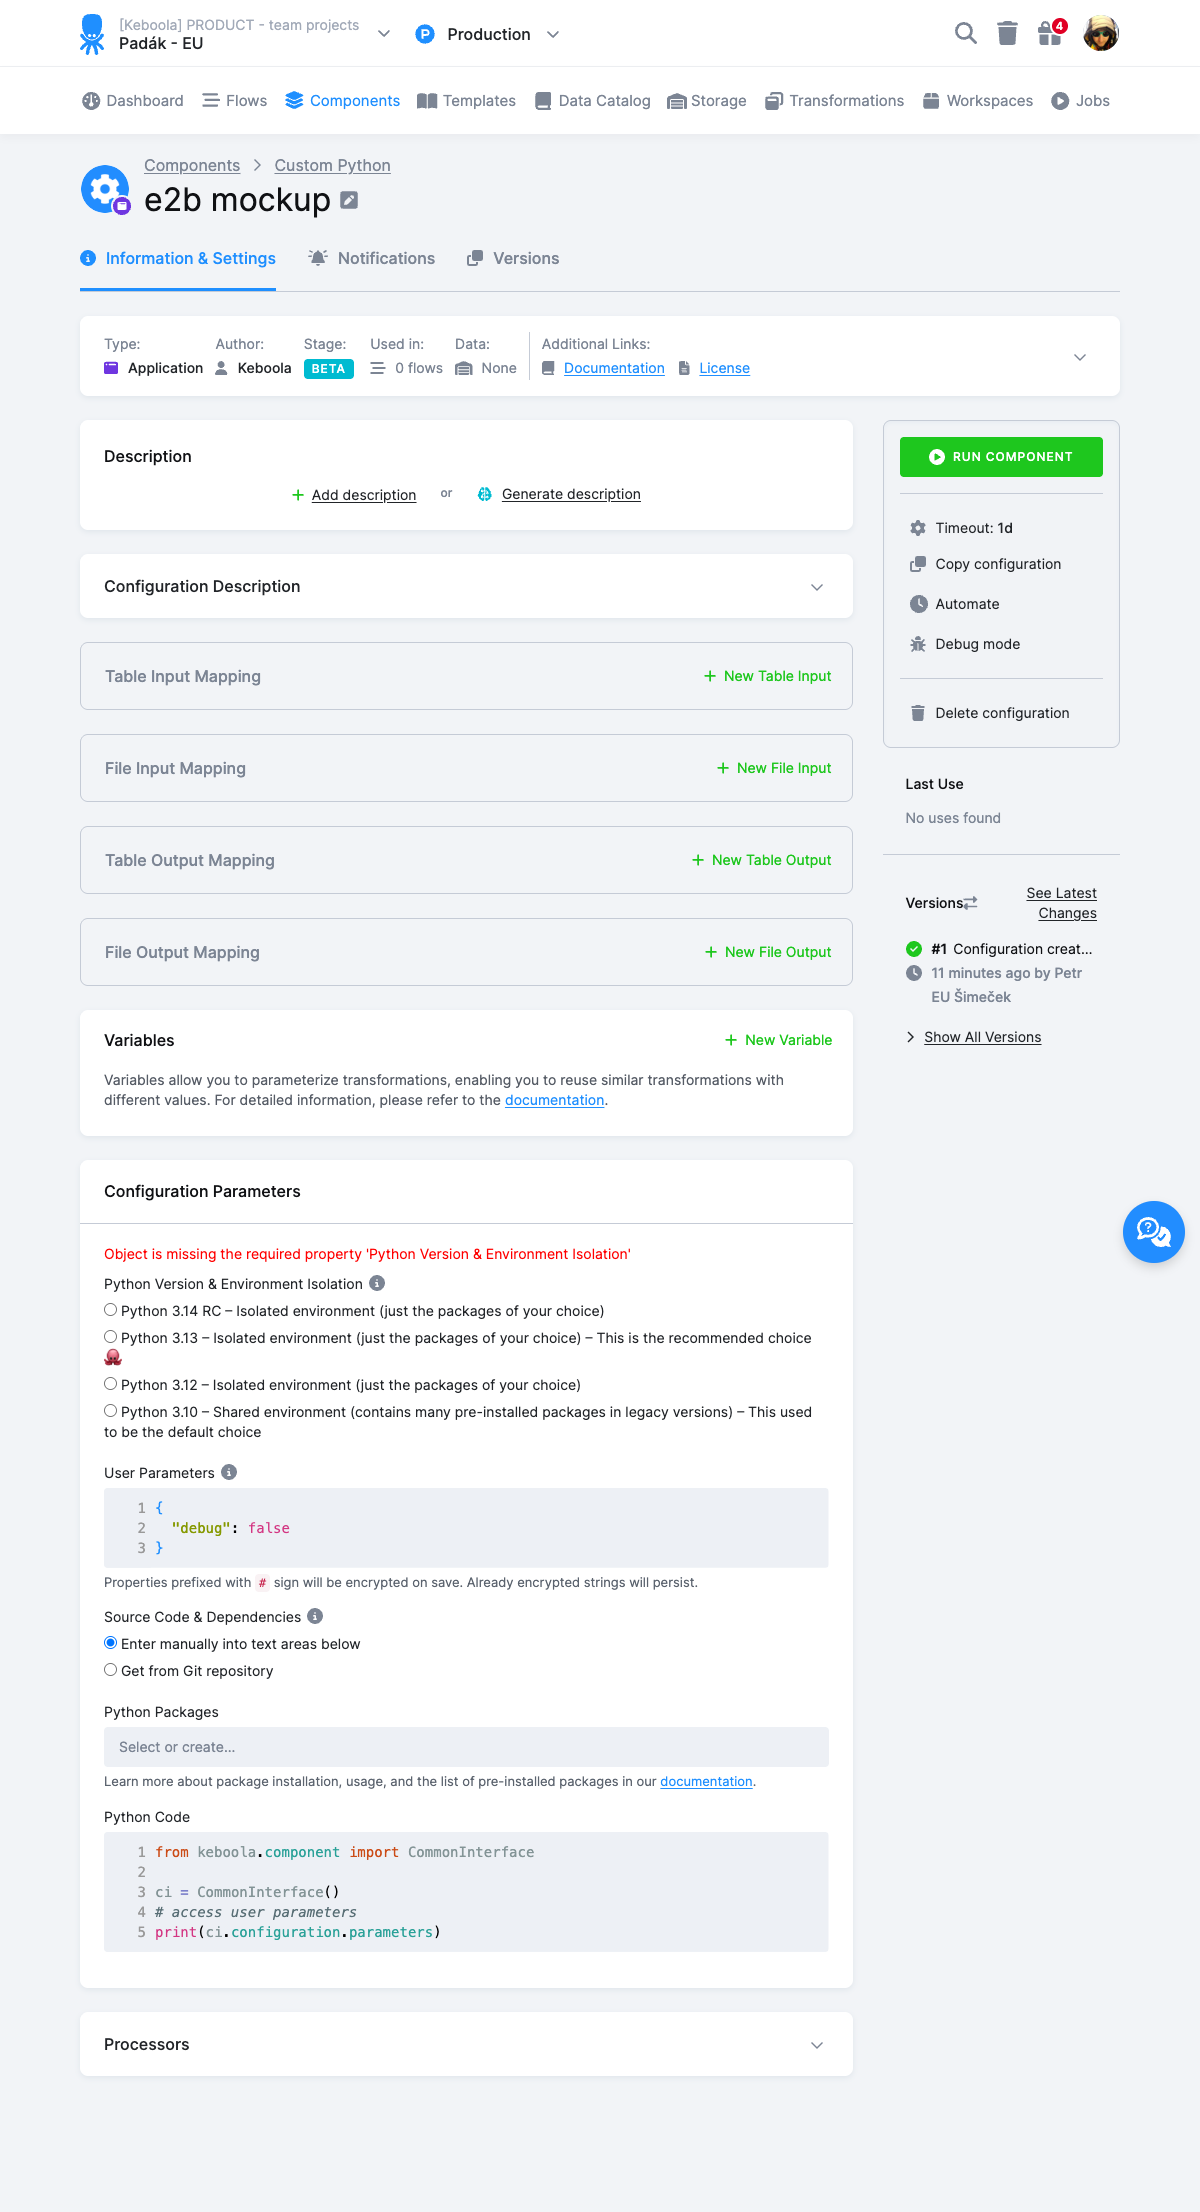 [Keboola] PRODUCT - team projects
Padák - EU
P Production
4
Dashboard Flows Components Templates Data Catalog Storage Transformations Workspaces Jobs
Components > Custom Python
e2b mockup
Information & Settings Notifications Versions
Type: Author: Stage: Used in: Data: Additional Links:
Application Keboola BETA 0 flows None Documentation License
Description
+ Add description or Generate description
Configuration Description
Table Input Mapping + New Table Input
File Input Mapping + New File Input
Table Output Mapping + New Table Output
File Output Mapping + New File Output
Variables + New Variable
Variables allow you to parameterize transformations, enabling you to reuse similar transformations with
different values. For detailed information, please refer to the documentation.
Configuration Parameters
Object is missing the required property 'Python Version & Environment Isolation'
Python Version & Environment Isolation
Python 3.14 RC – Isolated environment (just the packages of your choice)
Python 3.13 – Isolated environment (just the packages of your choice) – This is the recommended choice
🐙
Python 3.12 – Isolated environment (just the packages of your choice)
Python 3.10 – Shared environment (contains many pre-installed packages in legacy versions) – This used
to be the default choice
User Parameters
1 {
2   "debug": false
3 }
Properties prefixed with # sign will be encrypted on save. Already encrypted strings will persist.
Source Code & Dependencies
Enter manually into text areas below
Get from Git repository
Python Packages
Select or create...
Learn more about package installation, usage, and the list of pre-installed packages in our documentation.
Python Code
1 from keboola.component import CommonInterface
2
3 ci = CommonInterface()
4 # access user parameters
5 print(ci.configuration.parameters)
Processors
RUN COMPONENT
Timeout: 1d
Copy configuration
Automate
Debug mode
Delete configuration
Last Use
No uses found
Versions
See Latest
Changes
#1 Configuration creat...
11 minutes ago by Petr
EU Šimeček
> Show All Versions